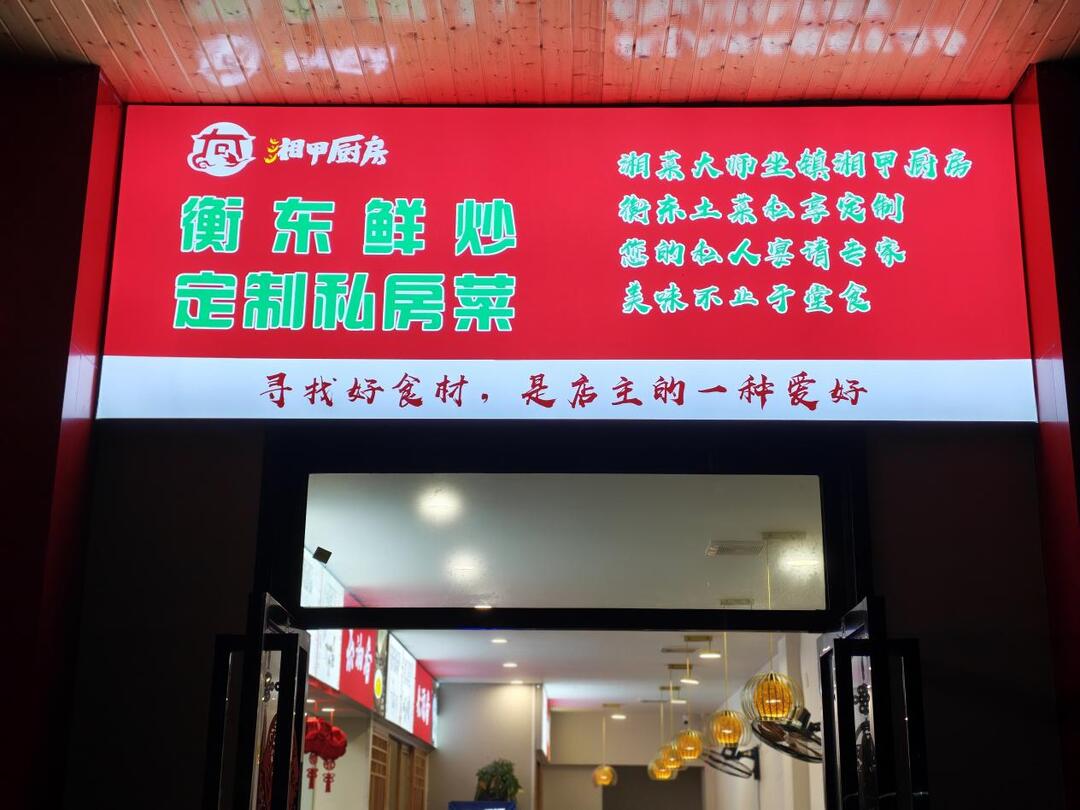 湘甲厨房
衡东鲜炒
定制私房菜
湘菜大师坐镇湘甲厨房
衡东土菜私享定制
您的私人宴请专家
美味不止于堂食
寻找好食材，是店主的一种爱好